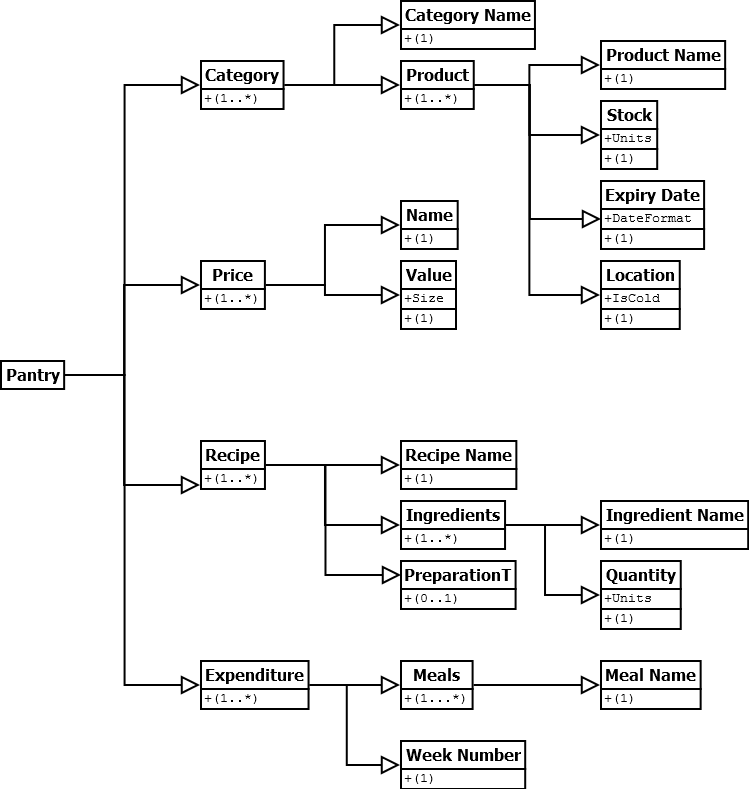 Category Name
+(1)
Category
+(1..*)
Product
+(1..*)
Product Name
+(1)
Stock
+Units
+(1)
Expiry Date
+DateFormat
+(1)
Location
+IsCold
+(1)
Price
+(1..*)
Name
+(1)
Value
+Size
+(1)
Pantry
Recipe
+(1..*)
Recipe Name
+(1)
Ingredients
+(1..*)
Ingredient Name
+(1)
Quantity
+Units
+(1)
PreparationT
+(0..1)
Expenditure
+(1..*)
Meals
+(1...*)
Meal Name
+(1)
Week Number
+(1)